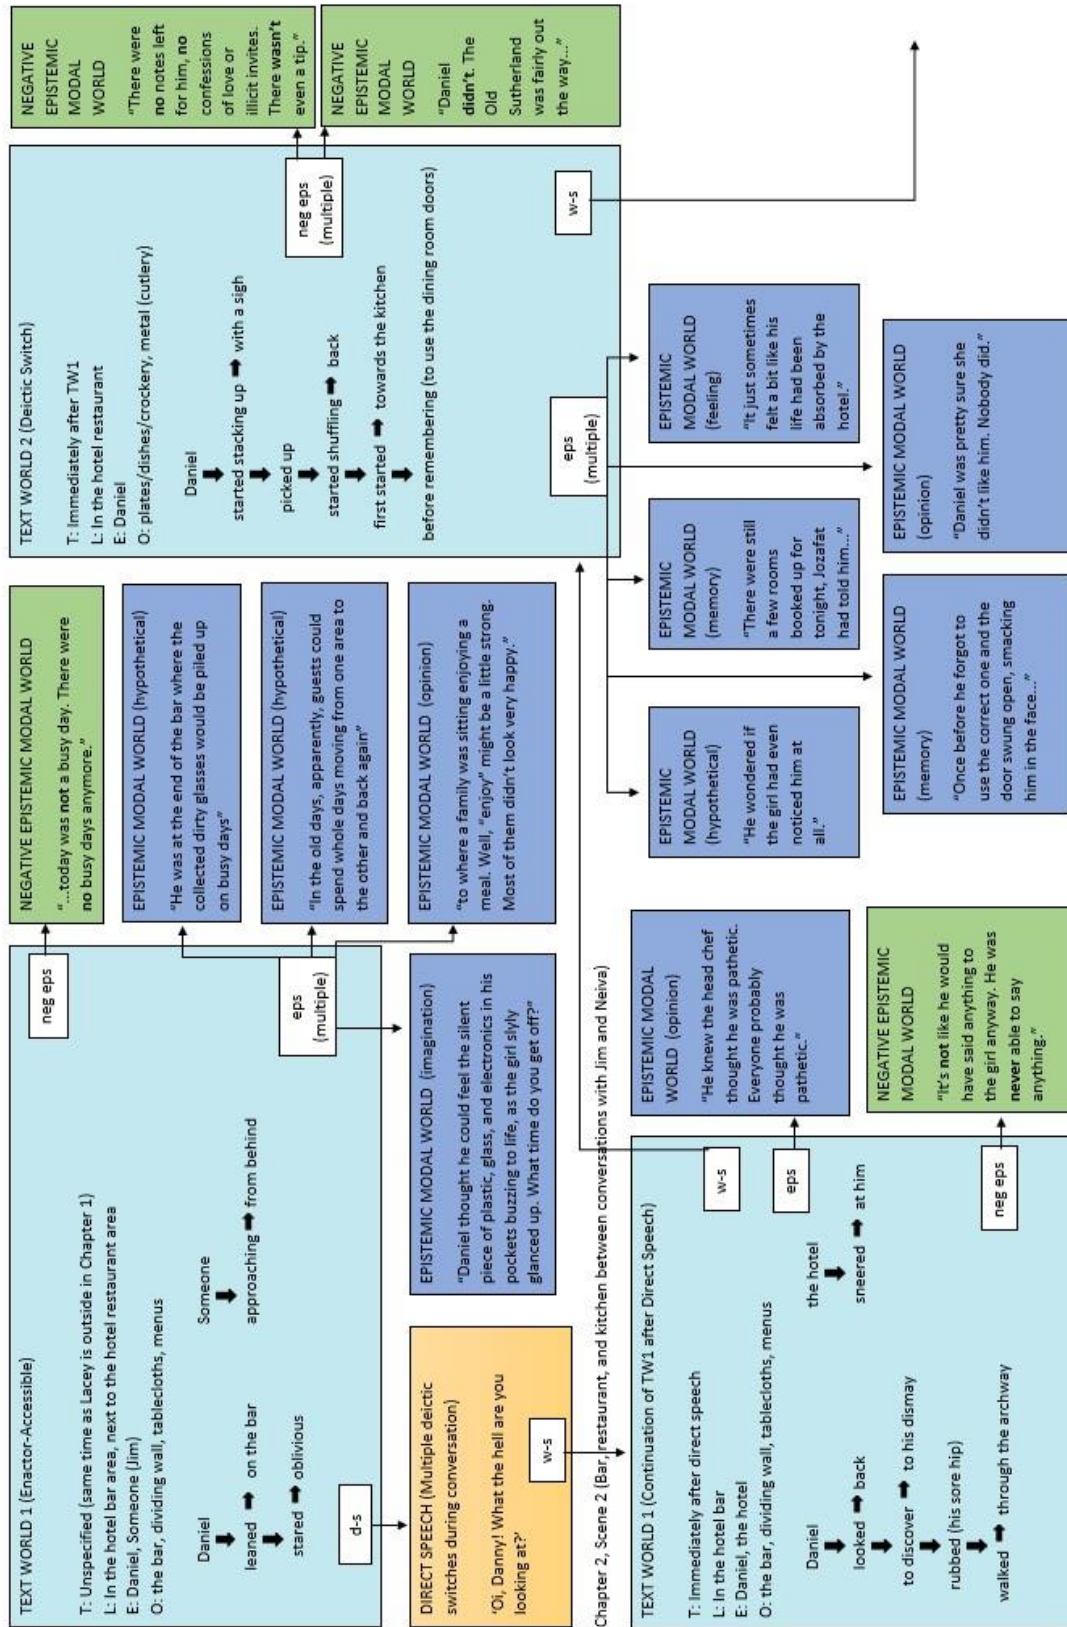 TEXT WORLD 1 (Enactor-Accessible)
T: Unspecified (same time as Lacey is outside in Chapter 1)
L: In the hotel bar area, next to the hotel restaurant area
E: Daniel, Someone (Jim)
O: the bar, dividing wall, tablecloths, menus
Daniel
leaned
on the bar
stared
oblivious
Someone
approaching
from behind
d-s
neg eps
eps
(multiple)
NEGATIVE EPISTEMIC MODAL WORLD
“…today was not a busy day. There were
no busy days anymore.”
EPISTEMIC MODAL WORLD (hypothetical)
“He was at the end of the bar where the
collected dirty glasses would be piled up
on busy days”
EPISTEMIC MODAL WORLD (hypothetical)
“In the old days, apparently, guests could
spend whole days moving from one area to
the other and back again”
EPISTEMIC MODAL WORLD (opinion)
“to where a family was sitting enjoying a
meal. Well, “enjoy” might be a little strong.
Most of them didn’t look very happy.”
EPISTEMIC MODAL WORLD (imagination)
“Daniel thought he could feel the silent
piece of plastic, glass, and electronics in his
pockets buzzing to life, as the girl slyly
glanced up. What time do you get off?”
DIRECT SPEECH (Multiple deictic
switches during conversation)
‘Oi, Danny! What the hell are you
looking at?’
w-s
Chapter 2, Scene 2 (Bar, restaurant, and kitchen between conversations with Jim and Neiva)
TEXT WORLD 1 (Continuation of TW1 after Direct Speech)
T: Immediately after direct speech
L: In the hotel bar
E: Daniel, the hotel
O: the bar, dividing wall, tablecloths, menus
Daniel
looked
back
to discover
to his dismay
rubbed (his sore hip)
walked
through the archway
the hotel
sneered
at him
w-s
eps
neg eps
EPISTEMIC MODAL
WORLD (opinion)
“He knew the head chef
thought he was pathetic.
Everyone probably
thought he was
pathetic.”
NEGATIVE EPISTEMIC
MODAL WORLD
“It’s not like he would
have said anything to
the girl anyway. He was
never able to say
anything.”
TEXT WORLD 2 (Deictic Switch)
T: Immediately after TW1
L: In the hotel restaurant
E: Daniel
O: plates/dishes/crockery, metal (cutlery)
Daniel
started stacking up
with a sigh
picked up
started shuffling
back
first started
towards the kitchen
before remembering (to use the dining room doors)
neg eps
(multiple)
eps
(multiple)
w-s
NEGATIVE
EPISTEMIC
MODAL
WORLD
“There were
no notes left
for him, no
confessions
of love or
illicit invites.
There wasn’t
even a tip.”
NEGATIVE
EPISTEMIC
MODAL
WORLD
“Daniel
didn’t. The
Old
Sutherland
was fairly out
the way…”
EPISTEMIC
MODAL WORLD
(hypothetical)
“He wondered if
the girl had even
noticed him at
all.”
EPISTEMIC
MODAL WORLD
(memory)
“There were still
a few rooms
booked up for
tonight, Jozafat
had told him…”
EPISTEMIC
MODAL WORLD
(feeling)
“It just sometimes
felt a bit like his
life had been
absorbed by the
hotel.”
EPISTEMIC MODAL WORLD
(memory)
“Once before he forgot to
use the correct one and the
door swung open, smacking
him in the face…”
EPISTEMIC MODAL WORLD
(opinion)
“Daniel was pretty sure she
didn’t like him. Nobody did.”